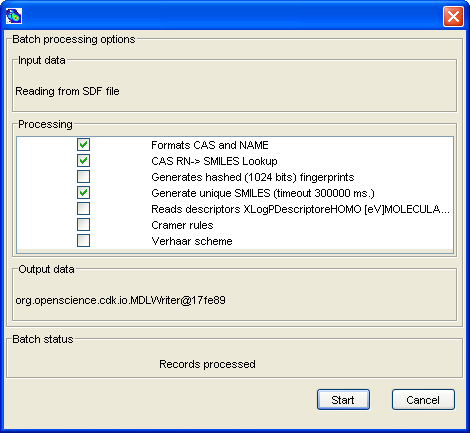 Batch processing options
Input data
Reading from SDF file
Processing
Formats CAS and NAME
CAS RN-> SMILES Lookup
Generates hashed (1024 bits) fingerprints
Generate unique SMILES (timeout 300000 ms.)
Reads descriptors XLogPDescriptoreHOMO [eV]MOLECULA...
Cramer rules
Verhaar scheme
Output data
org.openscience.cdk.io.MDLWriter@17fe89
Batch status
Records processed
Start Cancel